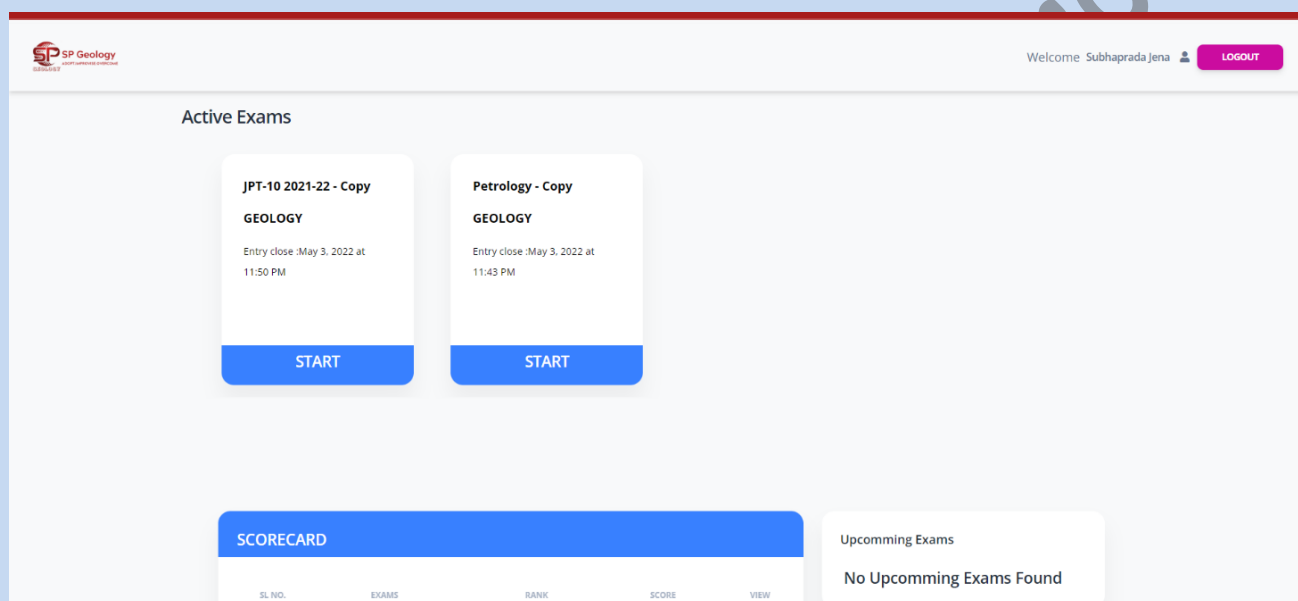 SP SP Geology
Welcome Subhaprada Jena
LOGOUT
Active Exams
JPT-10 2021-22 - Copy
GEOLOGY
Entry close :May 3, 2022 at
11:50 PM
START
Petrology - Copy
GEOLOGY
Entry close :May 3, 2022 at
11:43 PM
START
SCORECARD
SL NO. EXAMS RANK SCORE VIEW
Upcomming Exams
No Upcomming Exams Found